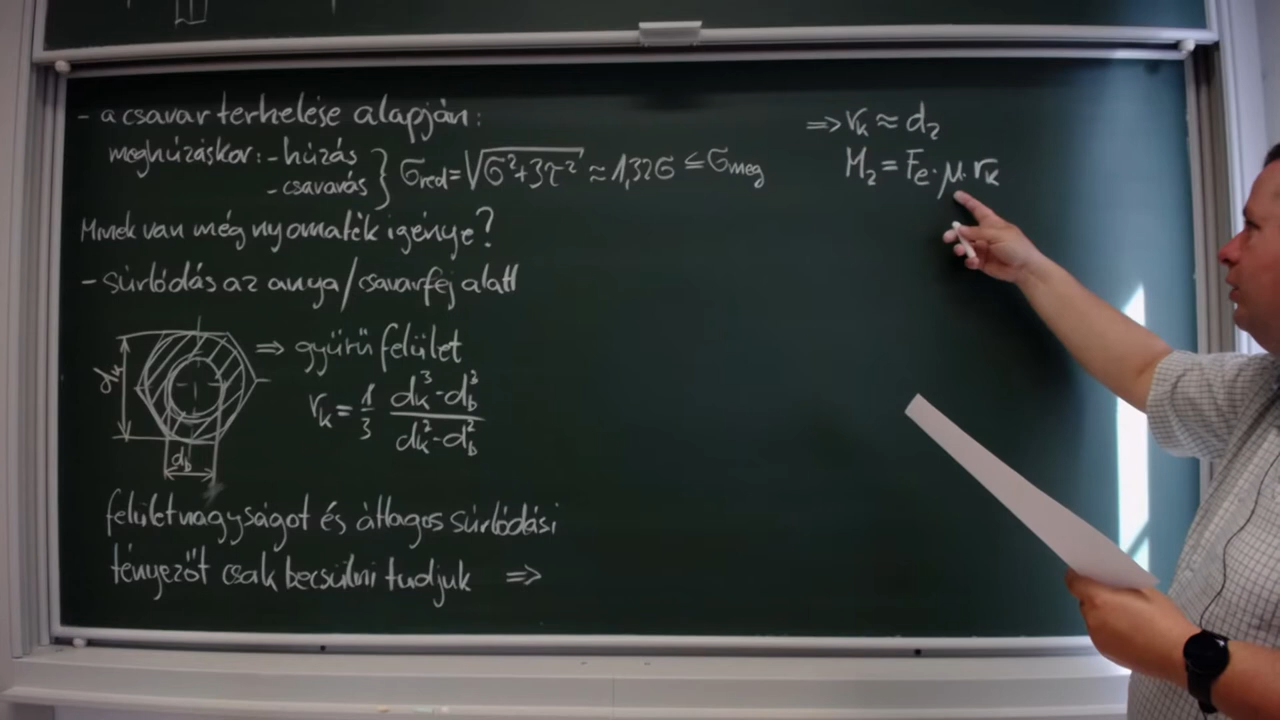 - a csavar terhelése alapján:
meghúzáskor: - húzás
- csavarás } σred = √(σ²+3τ²) ≈ 1,32σ ≤ σmeg
Minek van még nyomaték igénye?
- súrlódás az anya/csavarfej alatt
⇒ gyűrű felület
dk
rk = 1/3 (dk³-db³)/(dk²-db²)
db
felületnagyságot és átlagos súrlódási
tényezőt csak becsülni tudjuk ⇒
⇒ rk ≈ d2
M2 = Fe·μ·rk